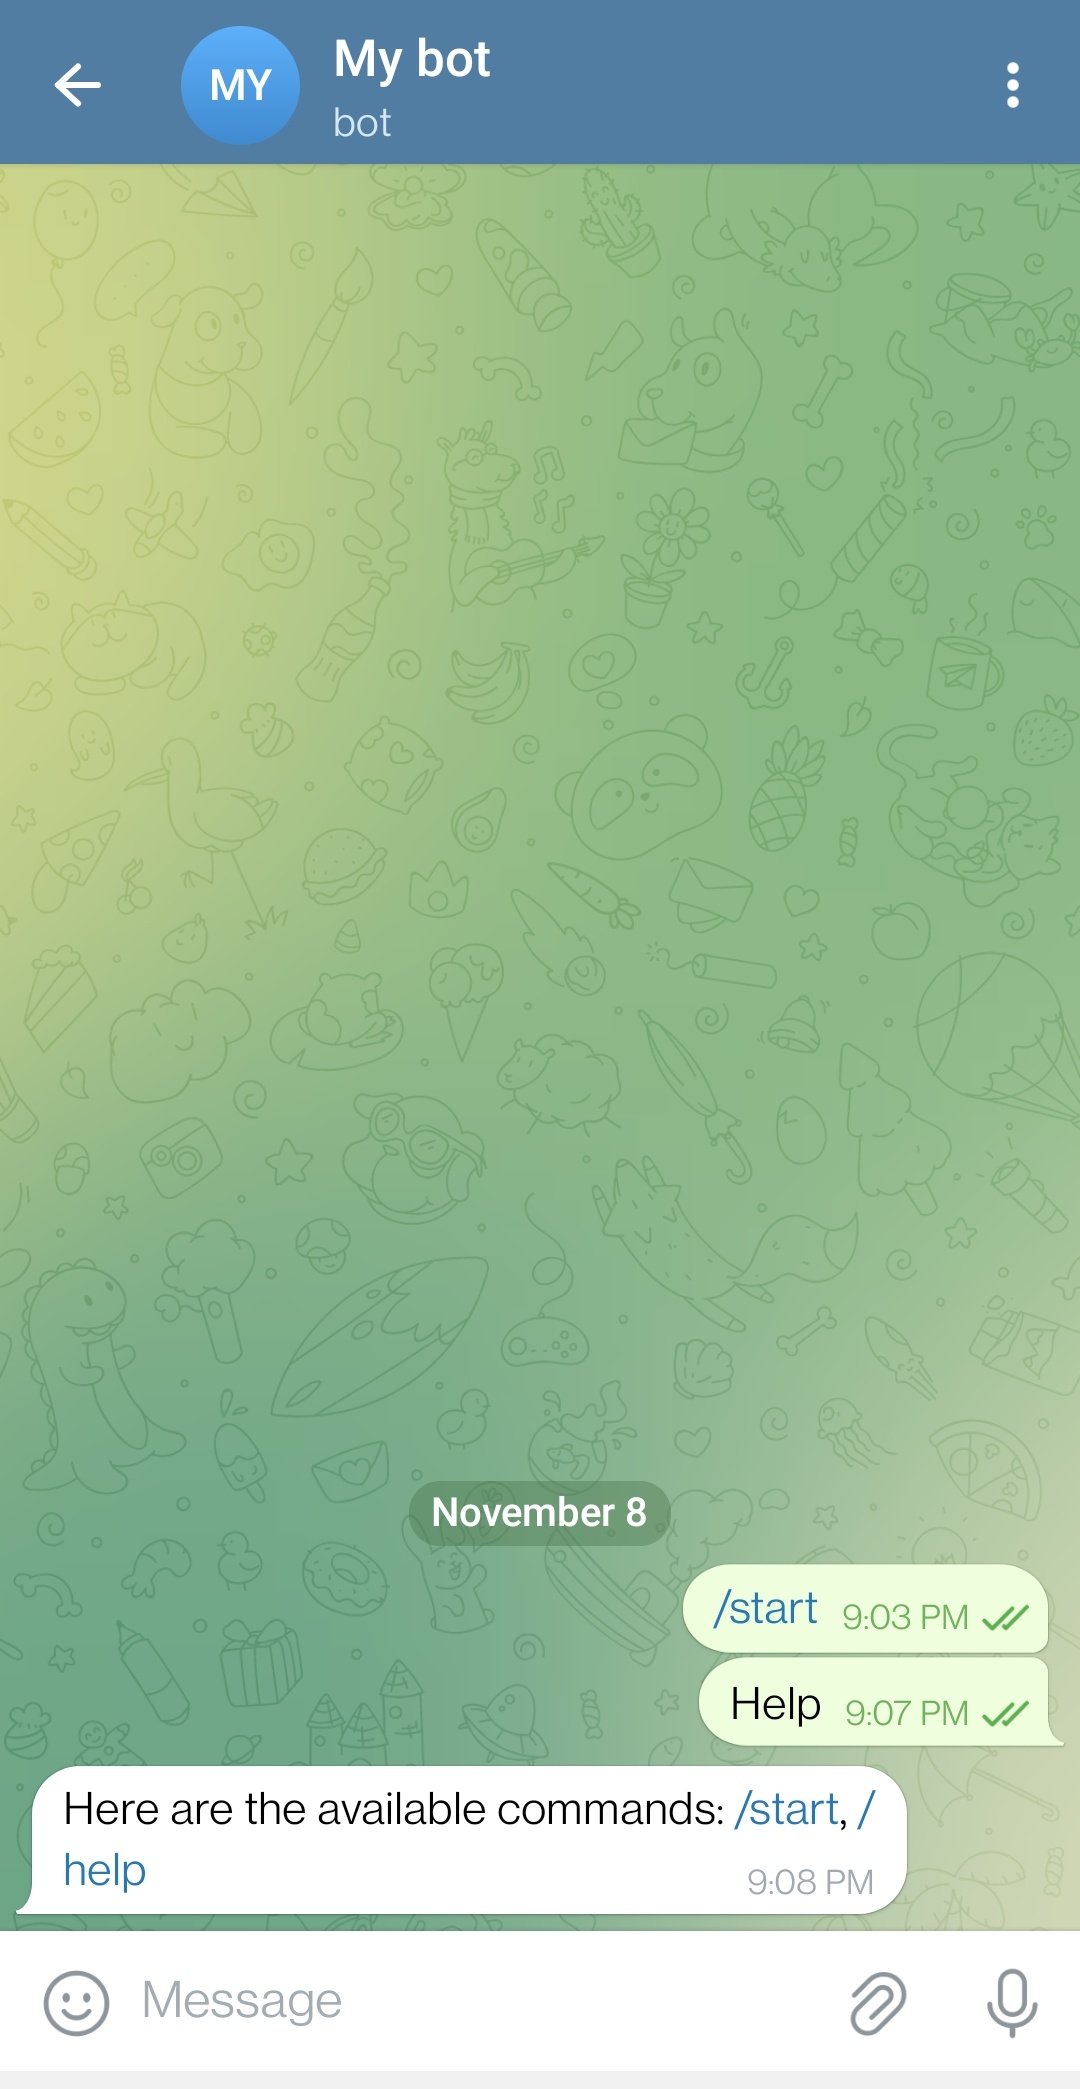 MY
My bot
bot
November 8
/start 9:03 PM
Help 9:07 PM
Here are the available commands: /start, /
help
9:08 PM
Message